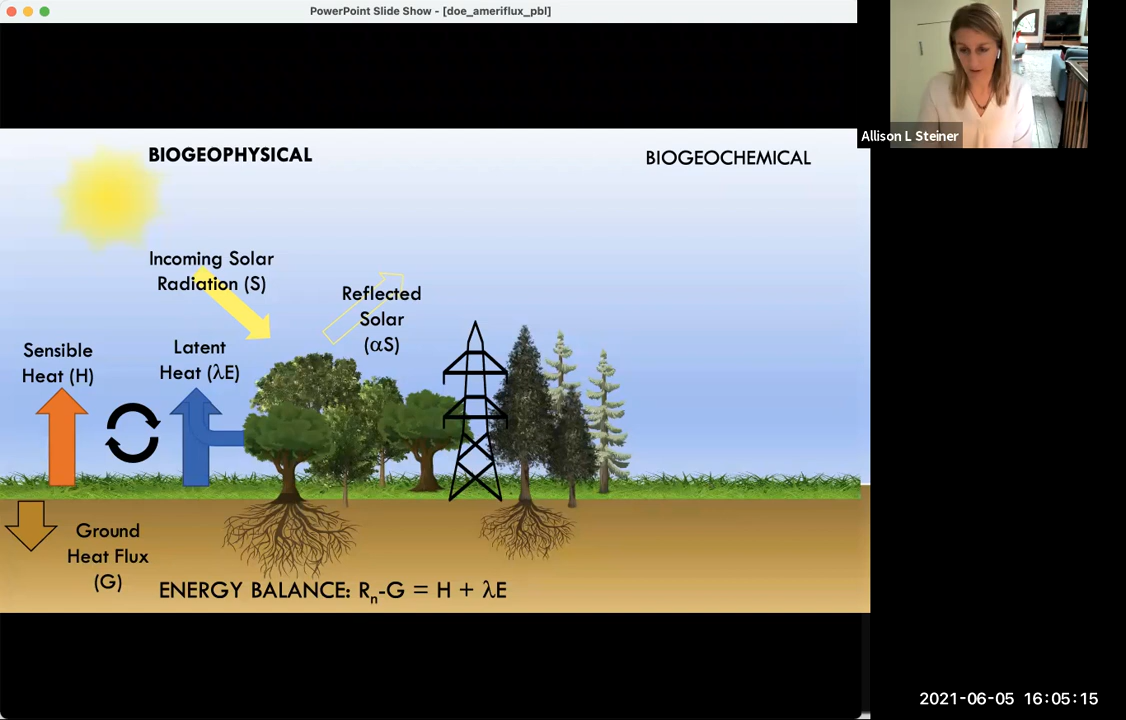 PowerPoint Slide Show - [doe_ameriflux_pbl]
Allison L Steiner
BIOGEOPHYSICAL
BIOGEOCHEMICAL
Incoming Solar
Radiation (S)
Reflected
Solar
(αS)
Sensible
Heat (H)
Latent
Heat (λE)
Ground
Heat Flux
(G)
ENERGY BALANCE: Rn-G = H + λE
2021-06-05 16:05:15